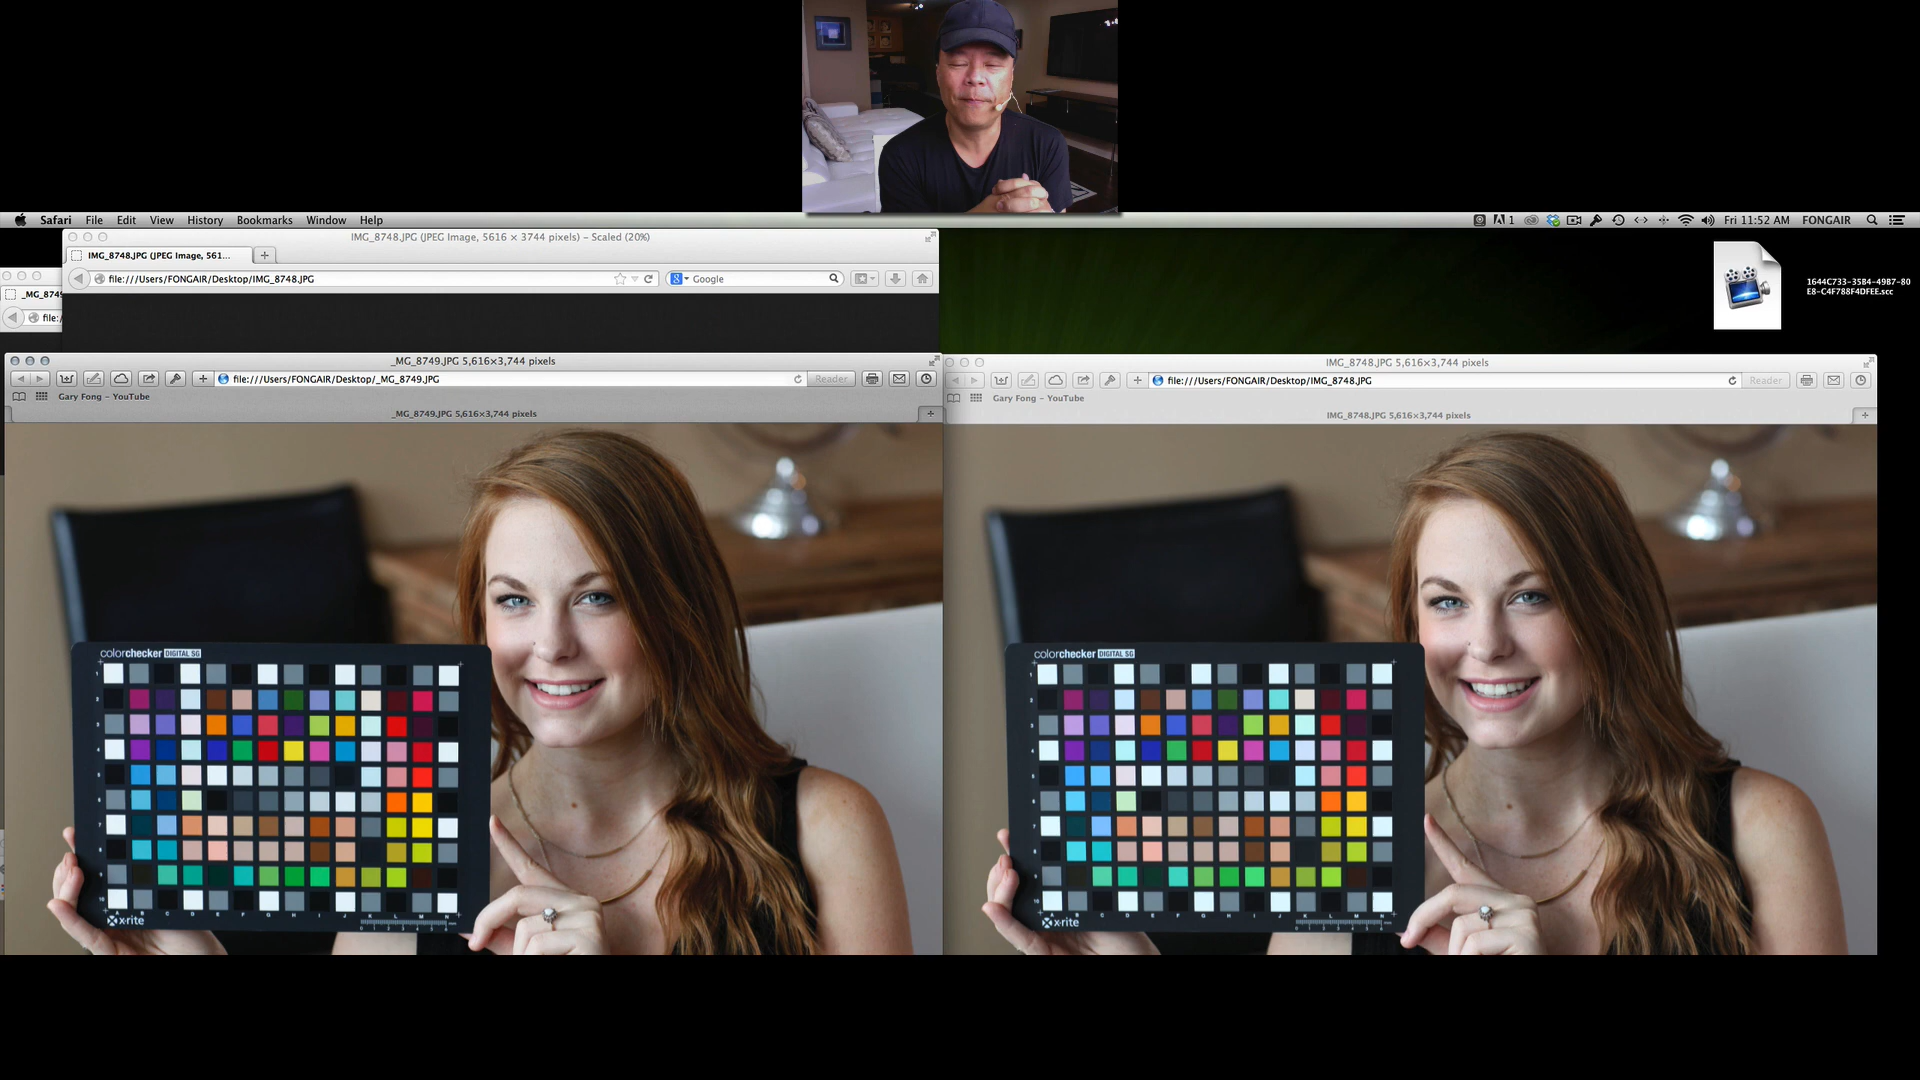 Safari File Edit View History Bookmarks Window Help
1 Fri 11:52 AM FONGAIR
IMG_8748.JPG (JPEG Image, 5616 × 3744 pixels) – Scaled (20%)
IMG_8748.JPG (JPEG Image, 561...
file:///Users/FONGAIR/Desktop/IMG_8748.JPG
Google
_MG_8749
file:
1644C733-35B4-49B7-80
E8-C4F788F4DFEE.scc
_MG_8749.JPG 5,616×3,744 pixels
file:///Users/FONGAIR/Desktop/_MG_8749.JPG
Reader
Gary Fong – YouTube
_MG_8749.JPG 5,616×3,744 pixels
colorchecker DIGITAL SG
x·rite
IMG_8748.JPG 5,616×3,744 pixels
file:///Users/FONGAIR/Desktop/IMG_8748.JPG
Reader
Gary Fong – YouTube
IMG_8748.JPG 5,616×3,744 pixels
colorchecker DIGITAL SG
x·rite